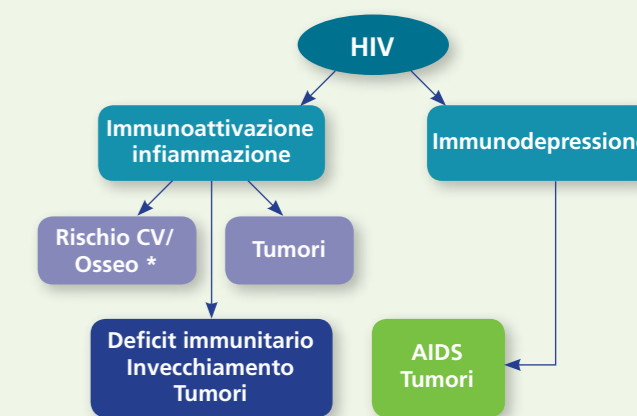 HIV
Immunoattivazione
infiammazione
Immunodepressione
Rischio CV/
Osseo *
Tumori
Deficit immunitario
Invecchiamento
Tumori
AIDS
Tumori